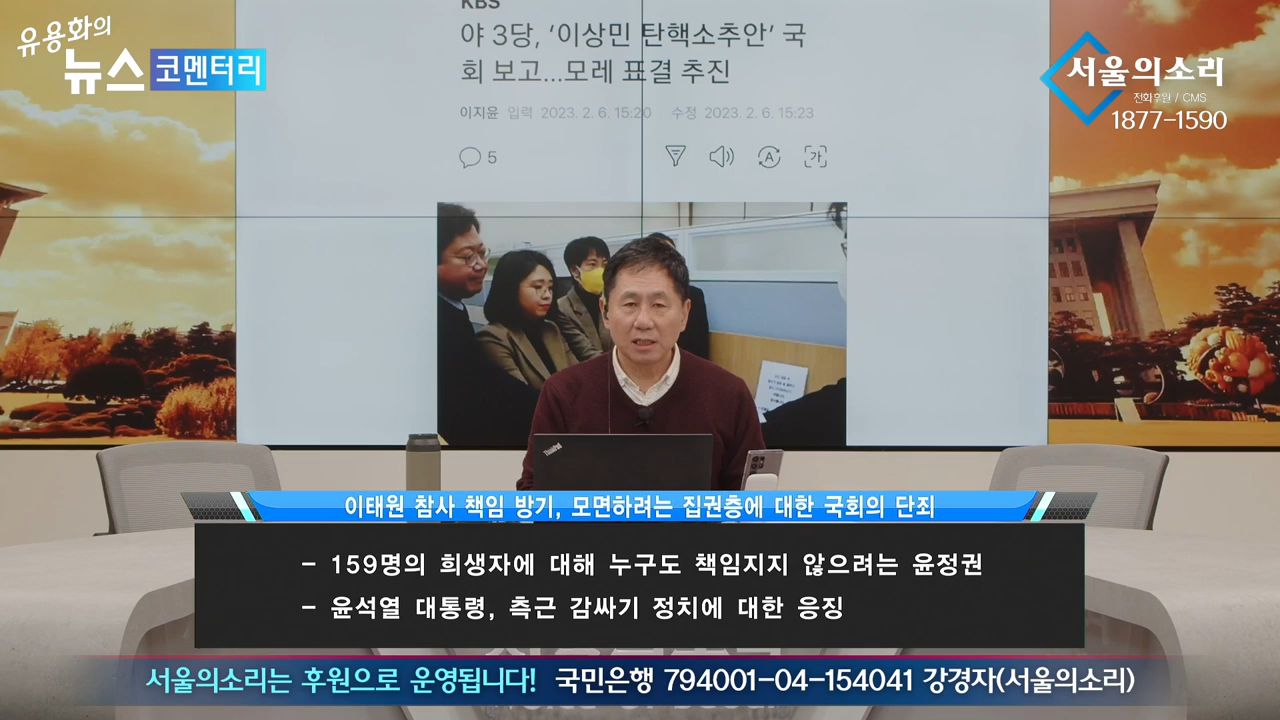 유용화의
뉴스 코멘터리
KBS
야 3당, ‘이상민 탄핵소추안’ 국
회 보고...모레 표결 추진
이지윤 입력 2023. 2. 6. 15:20 수정 2023. 2. 6. 15:23
5
A
가
서울의소리
전화후원 / CMS
1877-1590
ThinkPad
이태원 참사 책임 방기, 모면하려는 집권층에 대한 국회의 단죄
- 159명의 희생자에 대해 누구도 책임지지 않으려는 윤정권
- 윤석열 대통령, 측근 감싸기 정치에 대한 응징
서울의소리는 후원으로 운영됩니다! 국민은행 794001-04-154041 강경자(서울의소리)